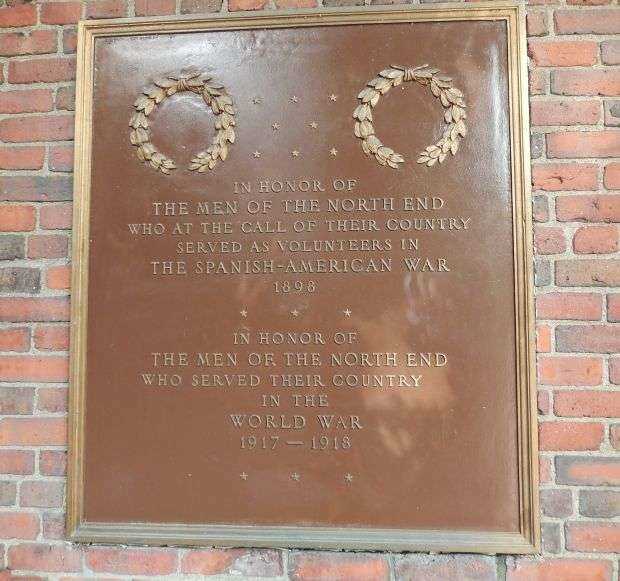 IN HONOR OF
THE MEN OF THE NORTH END
WHO AT THE CALL OF THEIR COUNTRY
SERVED AS VOLUNTEERS IN
THE SPANISH-AMERICAN WAR
1898
IN HONOR OF
THE MEN OF THE NORTH END
WHO SERVED THEIR COUNTRY
IN THE
WORLD WAR
1917 — 1918